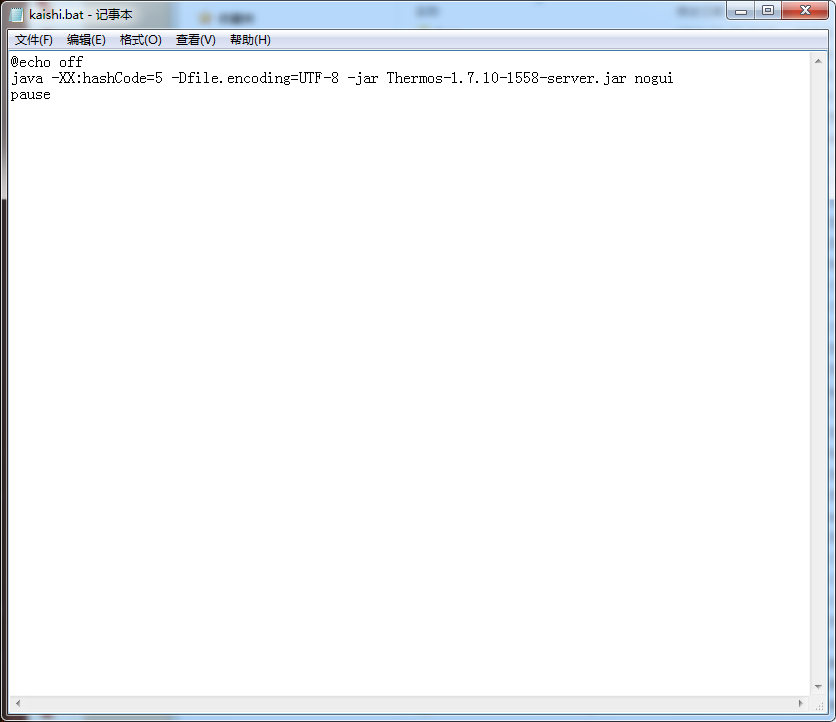 kaishi.bat - 记事本
文件(F) 编辑(E) 格式(O) 查看(V) 帮助(H)
@echo off
java -XX:hashCode=5 -Dfile.encoding=UTF-8 -jar Thermos-1.7.10-1558-server.jar nogui
pause